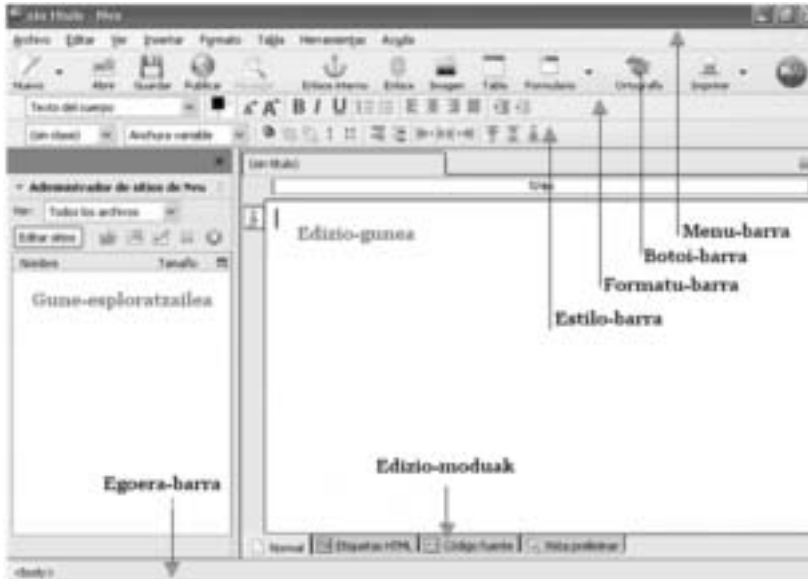 sin título - Nvu
Archivo Editar Ver Insertar Formato Tabla Herramientas Ayuda
Nuevo Abrir Guardar Publicar Enlace interno Enlace Imagen Tabla Formulario Ortografía Imprimir
Texto del cuerpo
(sin clase) Anchura variable
(sin título)
Administrador de sitios de Nvu
Ver: Todos los archivos
Editar sitios
Nombre Tamaño
Edizio-gunea
Menu-barra
Botoi-barra
Formatu-barra
Gune-esploratzailea
Estilo-barra
Edizio-moduak
Egoera-barra
Normal Etiquetas HTML Código fuente Vista preliminar
<body>